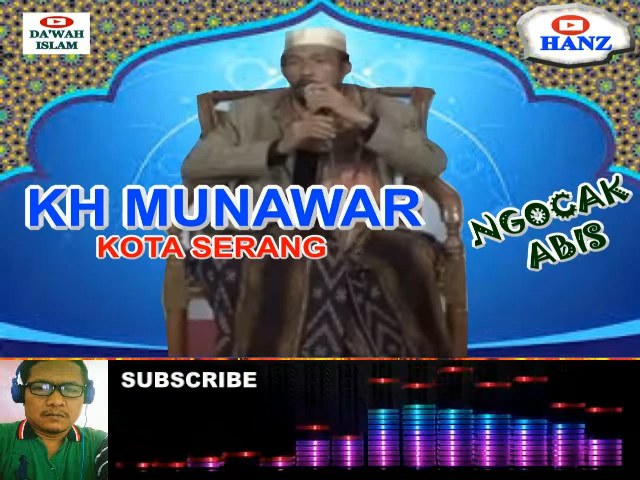 DA'WAH
ISLAM
HANZ
KH MUNAWAR
KOTA SERANG
NGOCAK
ABIS
SUBSCRIBE